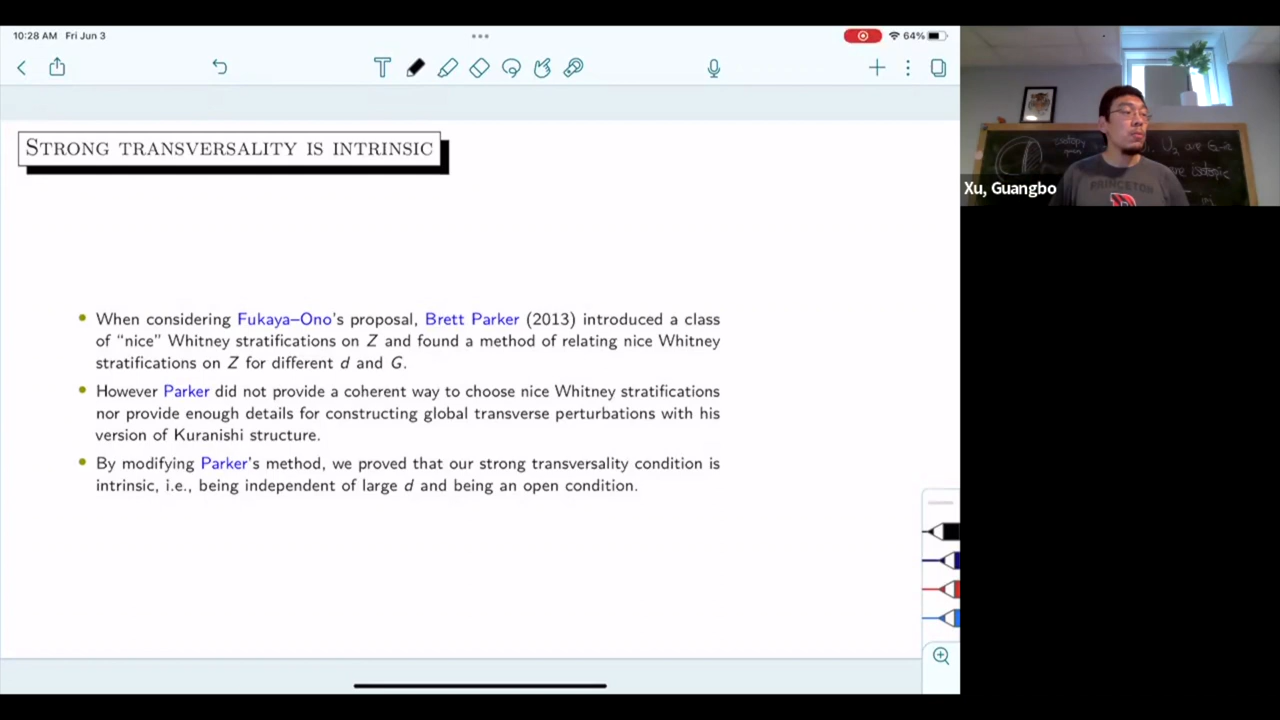 10:28 AM Fri Jun 3
64%
STRONG TRANSVERSALITY IS INTRINSIC
• When considering Fukaya–Ono's proposal, Brett Parker (2013) introduced a class
of “nice” Whitney stratifications on Z and found a method of relating nice Whitney
stratifications on Z for different d and G.
• However Parker did not provide a coherent way to choose nice Whitney stratifications
nor provide enough details for constructing global transverse perturbations with his
version of Kuranishi structure.
• By modifying Parker's method, we proved that our strong transversality condition is
intrinsic, i.e., being independent of large d and being an open condition.
Xu, Guangbo
PRINCETON
isotopic